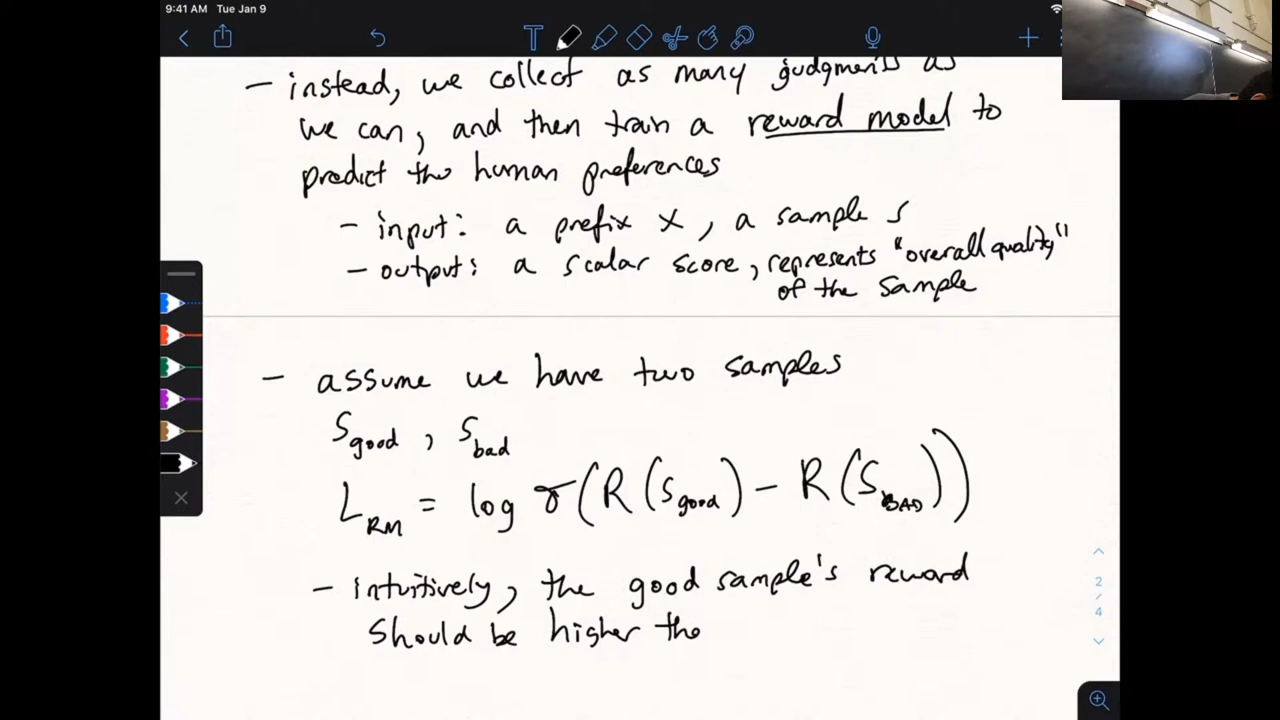 9:41 AM Tue Jan 9
- instead, we collect as many judgments as
we can, and then train a reward model to
predict the human preferences
- input: a prefix x, a sample s
- output: a scalar score, represents "overall quality"
of the sample
- assume we have two samples
S_good, S_bad
L_RM = log σ(R(S_good) - R(S_BAD))
- intuitively, the good sample's reward
should be higher the
2
/
4